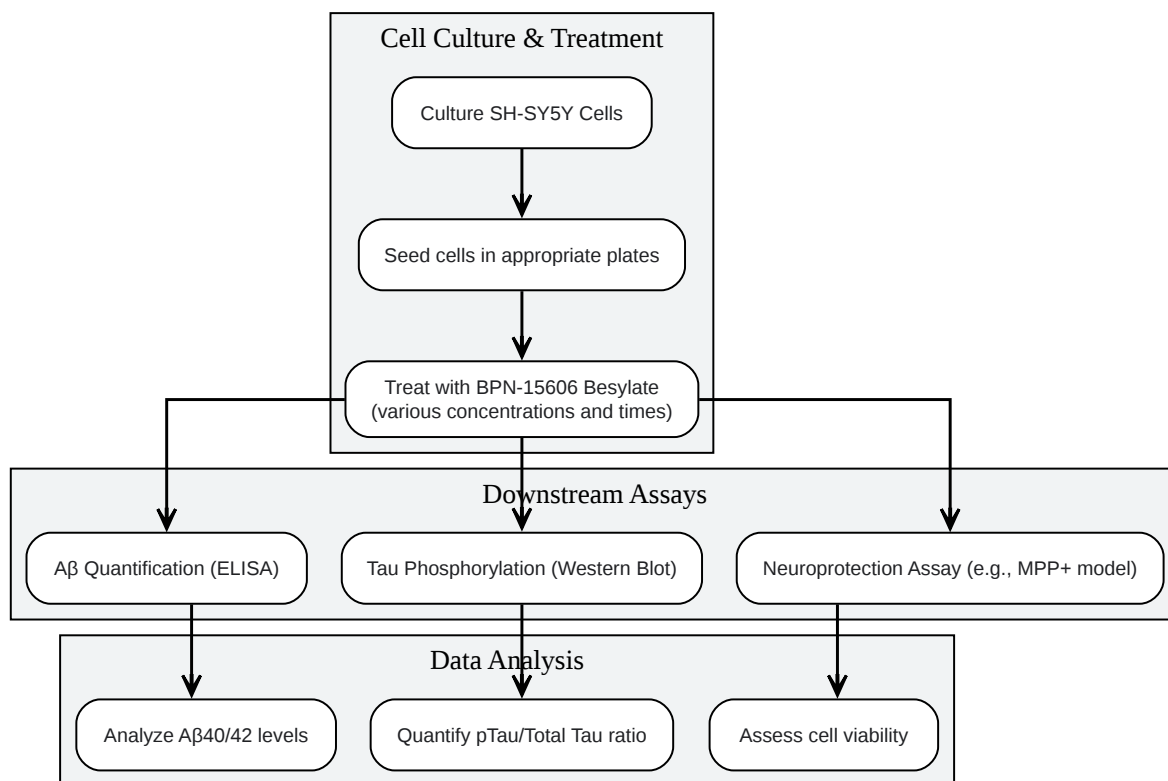 Cell Culture & Treatment
Culture SH-SY5Y Cells
Seed cells in appropriate plates
Treat with BPN-15606 Besylate
(various concentrations and times)
Downstream Assays
Aβ Quantification (ELISA)
Tau Phosphorylation (Western Blot)
Neuroprotection Assay (e.g., MPP+ model)
Data Analysis
Analyze Aβ40/42 levels
Quantify pTau/Total Tau ratio
Assess cell viability